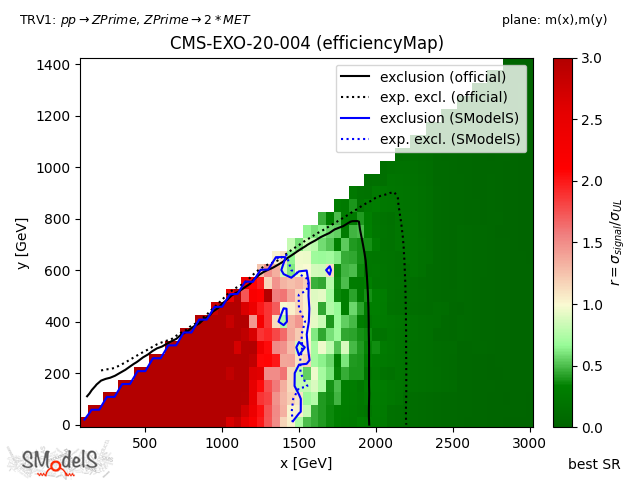 TRV1: pp → ZPrime, ZPrime → 2 * MET
plane: m(x),m(y)
CMS-EXO-20-004 (efficiencyMap)
exclusion (official)
exp. excl. (official)
exclusion (SModelS)
exp. excl. (SModelS)
y [GeV]
1400
1200
1000
800
600
400
200
0
500
1000
1500
2000
2500
3000
x [GeV]
3.0
2.5
2.0
1.5
1.0
0.5
0.0
r = σ_signal/σ_UL
best SR
SModelS